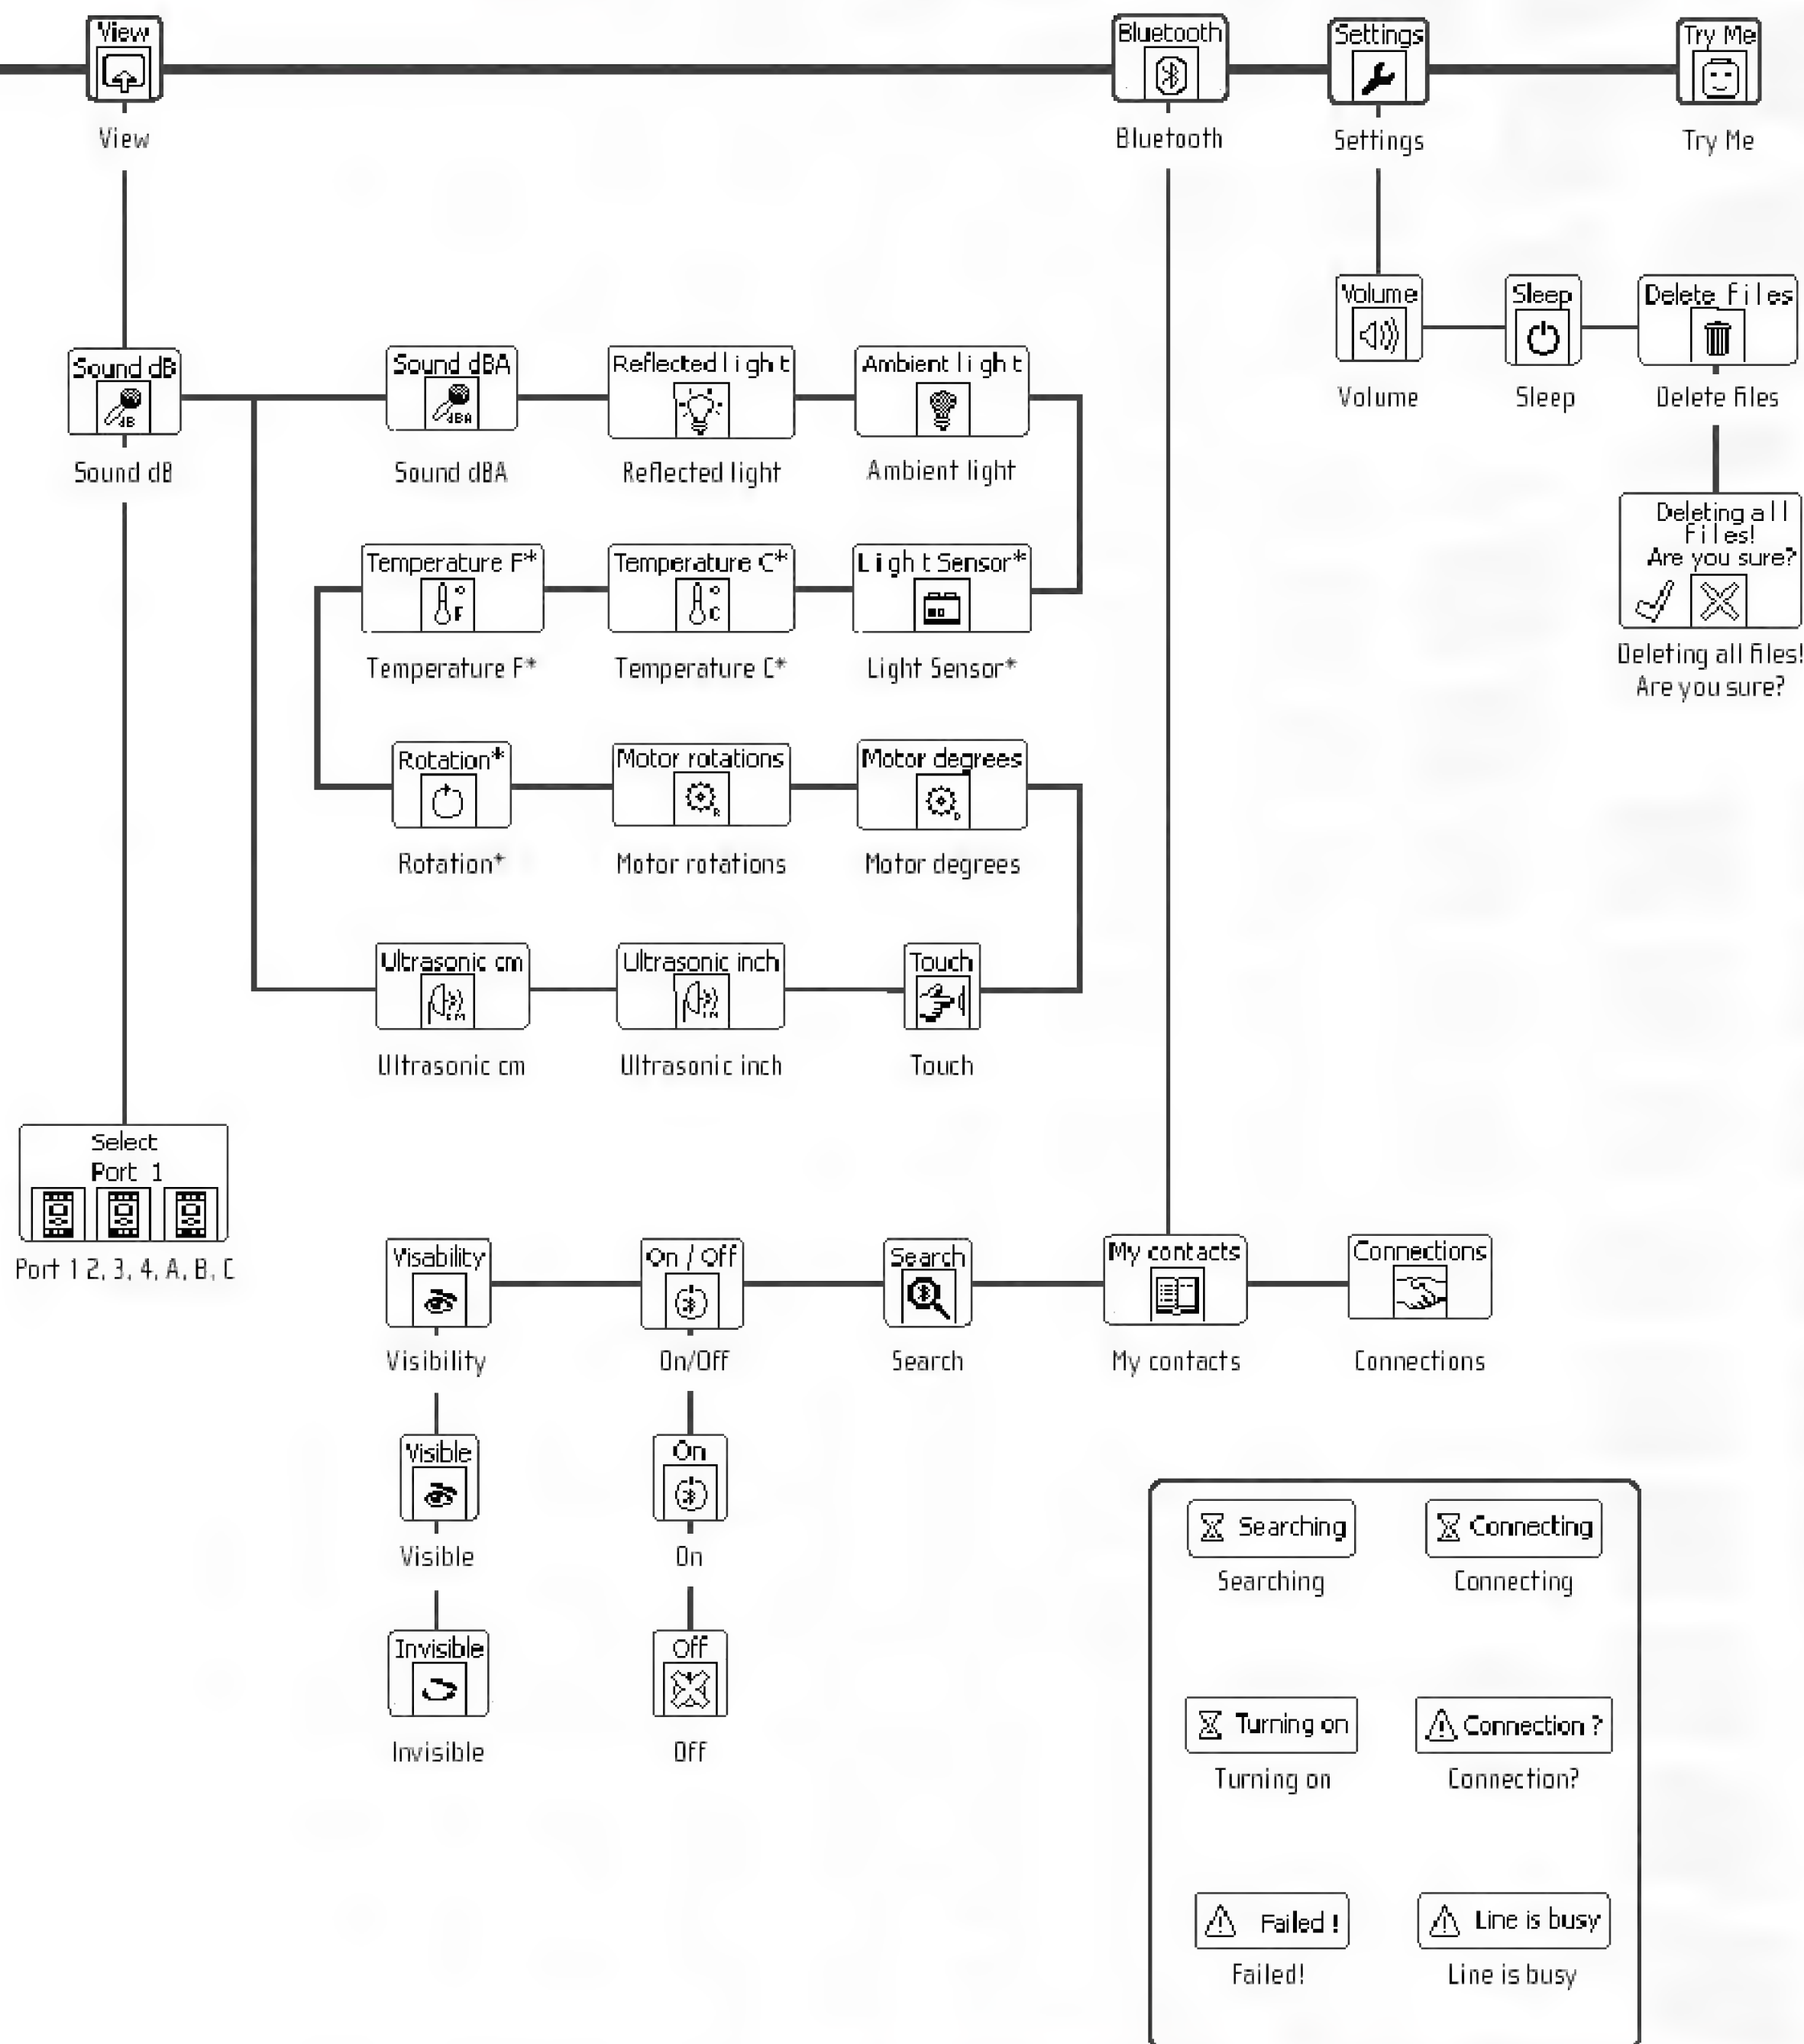 View
Bluetooth
Settings
Try Me
View
Bluetooth
Settings
Try Me
Volume
Sleep
Delete files
Volume
Sleep
Delete files
Deleting all
files!
Are you sure?
Deleting all files!
Are you sure?
Sound dB
dB
Sound dBA
dBA
Reflected light
Ambient light
Sound dB
Sound dBA
Reflected light
Ambient light
Temperature F*
°F
Temperature C*
°C
Light Sensor*
Temperature F*
Temperature C*
Light Sensor*
Rotation*
Motor rotations
R
Motor degrees
D
Rotation*
Motor rotations
Motor degrees
Ultrasonic cm
CM
Ultrasonic inch
IN
Touch
Ultrasonic cm
Ultrasonic inch
Touch
Select
Port 1
Port 1 2, 3, 4, A, B, C
Visability
On / Off
Search
My contacts
Connections
Visibility
On/Off
Search
My contacts
Connections
Visible
On
Visible
On
Invisible
Off
Invisible
Off
Searching
Connecting
Searching
Connecting
Turning on
Connection ?
Turning on
Connection?
Failed !
Line is busy
Failed!
Line is busy